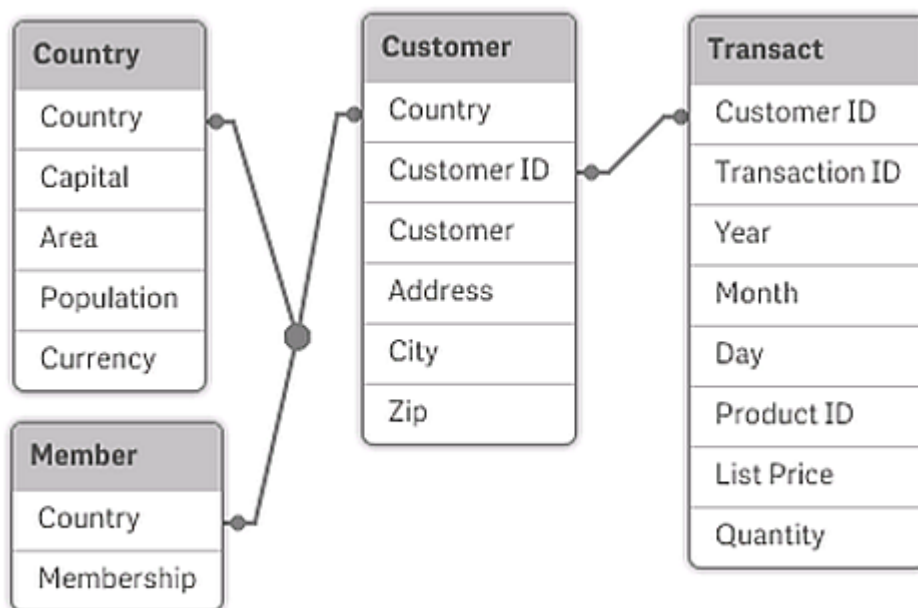 Country
Country
Capital
Area
Population
Currency
Member
Country
Membership
Customer
Country
Customer ID
Customer
Address
City
Zip
Transact
Customer ID
Transaction ID
Year
Month
Day
Product ID
List Price
Quantity